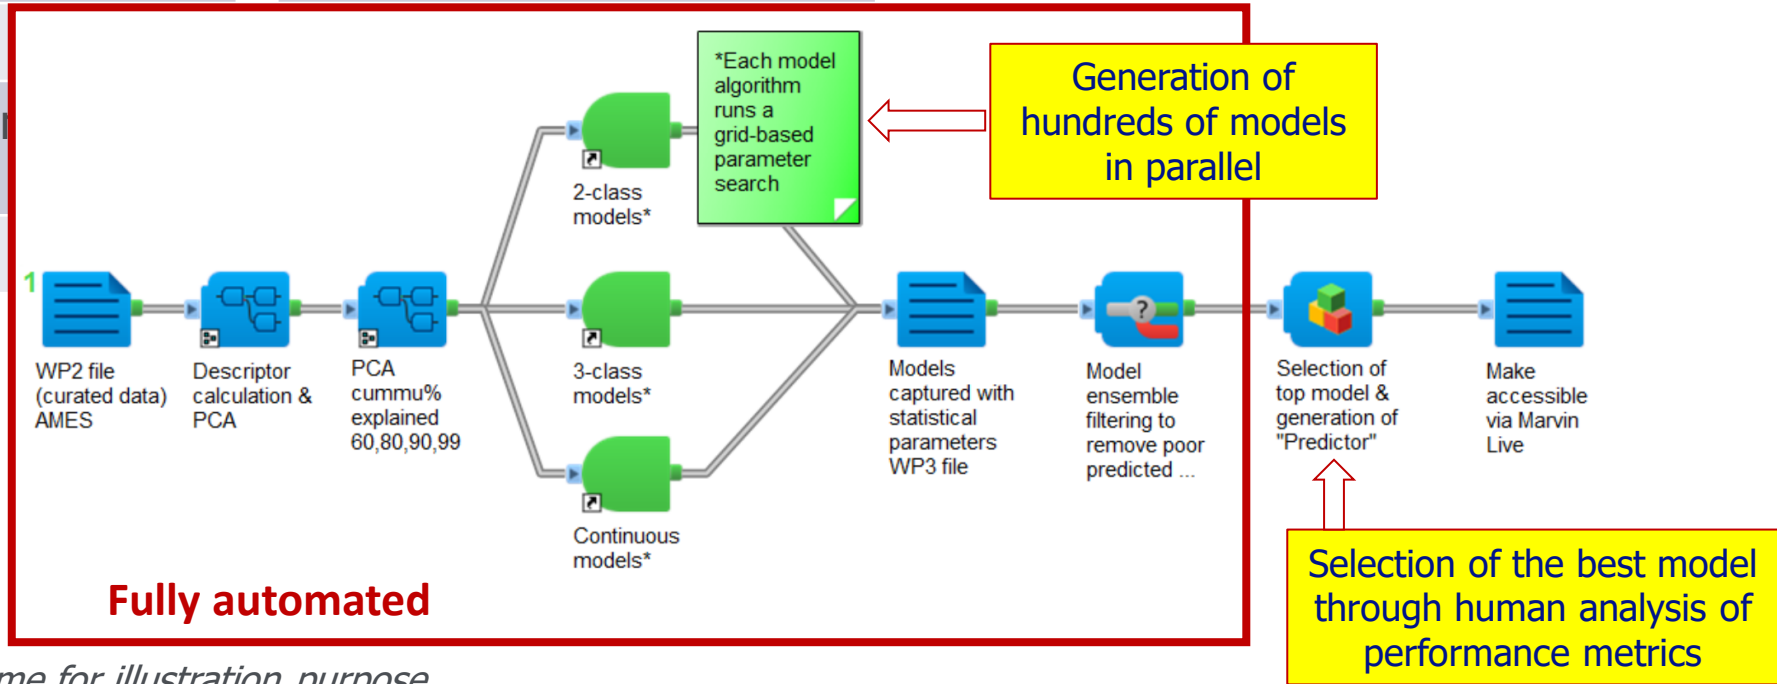 *Each model
algorithm
runs a
grid-based
parameter
search
Generation of
hundreds of models
in parallel
2-class
models*
1
WP2 file
(curated data)
AMES
Descriptor
calculation &
PCA
PCA
cummu%
explained
60,80,90,99
3-class
models*
Continuous
models*
Models
captured with
statistical
parameters
WP3 file
?
Model
ensemble
filtering to
remove poor
predicted ...
Selection of
top model &
generation of
"Predictor"
Make
accessible
via Marvin
Live
Fully automated
Selection of the best model
through human analysis of
performance metrics
for illustration purpose